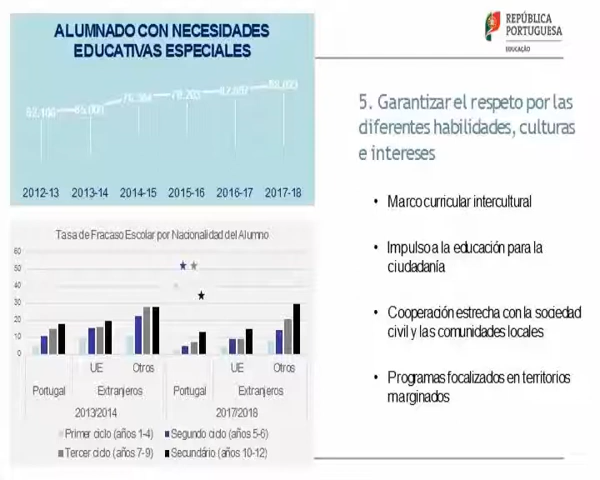 ALUMNADO CON NECESIDADES
EDUCATIVAS ESPECIALES
2012-13 2013-14 2014-15 2015-16 2016-17 2017-18
Tasa de Fracaso Escolar por Nacionalidad del Alumno
60
50
40
30
20
10
0
UE Otros UE Otros
Portugal Extranjeros Portugal Extranjeros
2013/2014 2017/2018
Primer ciclo (años 1-4) Segundo ciclo (años 5-6)
Tercer ciclo (años 7-9) Secundário (años 10-12)
REPÚBLICA
PORTUGUESA
EDUCAÇÃO
5. Garantizar el respeto por las
diferentes habilidades, culturas
e intereses
• Marco curricular intercultural
• Impulso a la educación para la
ciudadanía
• Cooperación estrecha con la sociedad
civil y las comunidades locales
• Programas focalizados en territorios
marginados